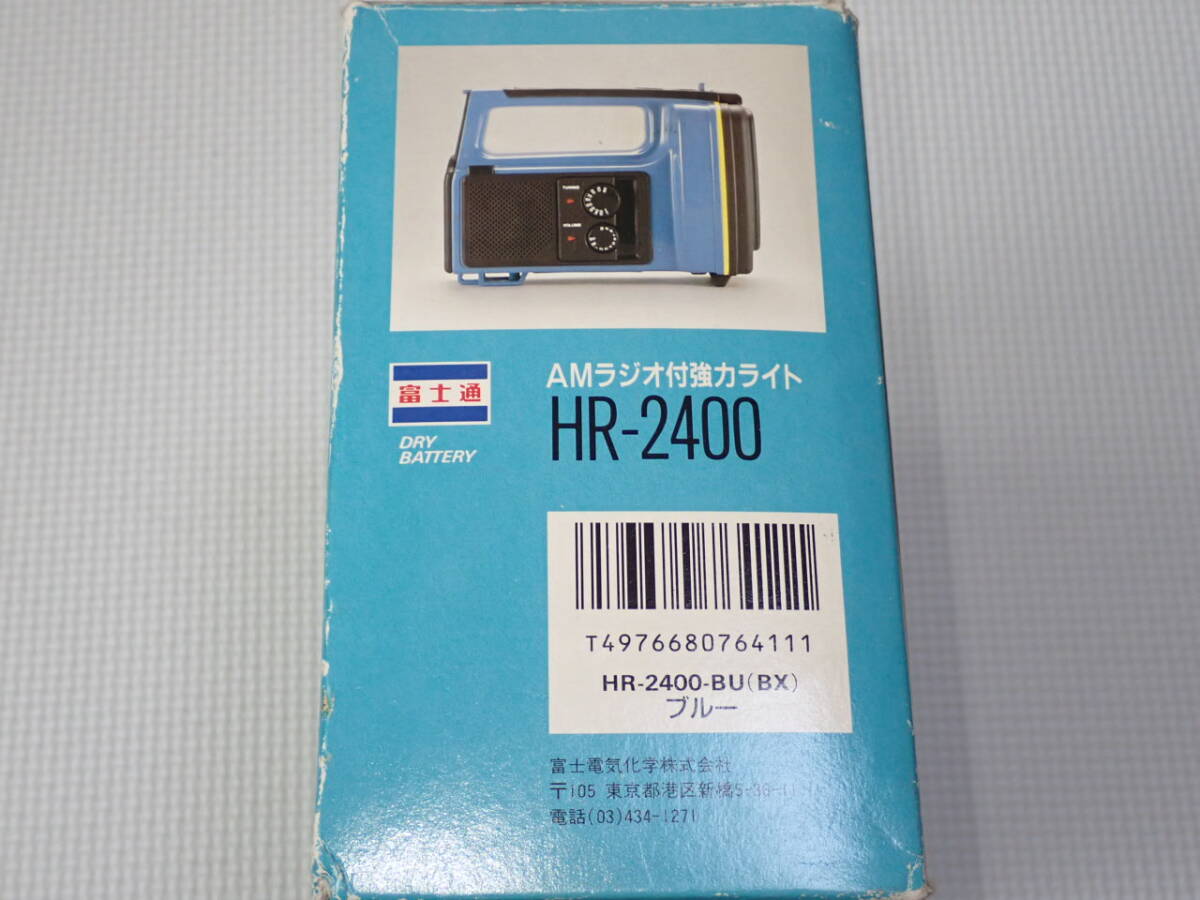 TUNING
VOLUME
富士通
DRY
BATTERY
AMラジオ付強力ライト
HR-2400
T4976680764111
HR-2400-BU(BX)
ブルー
富士電気化学株式会社
〒105 東京都港区新橋5-36-11
電話(03)434-1271